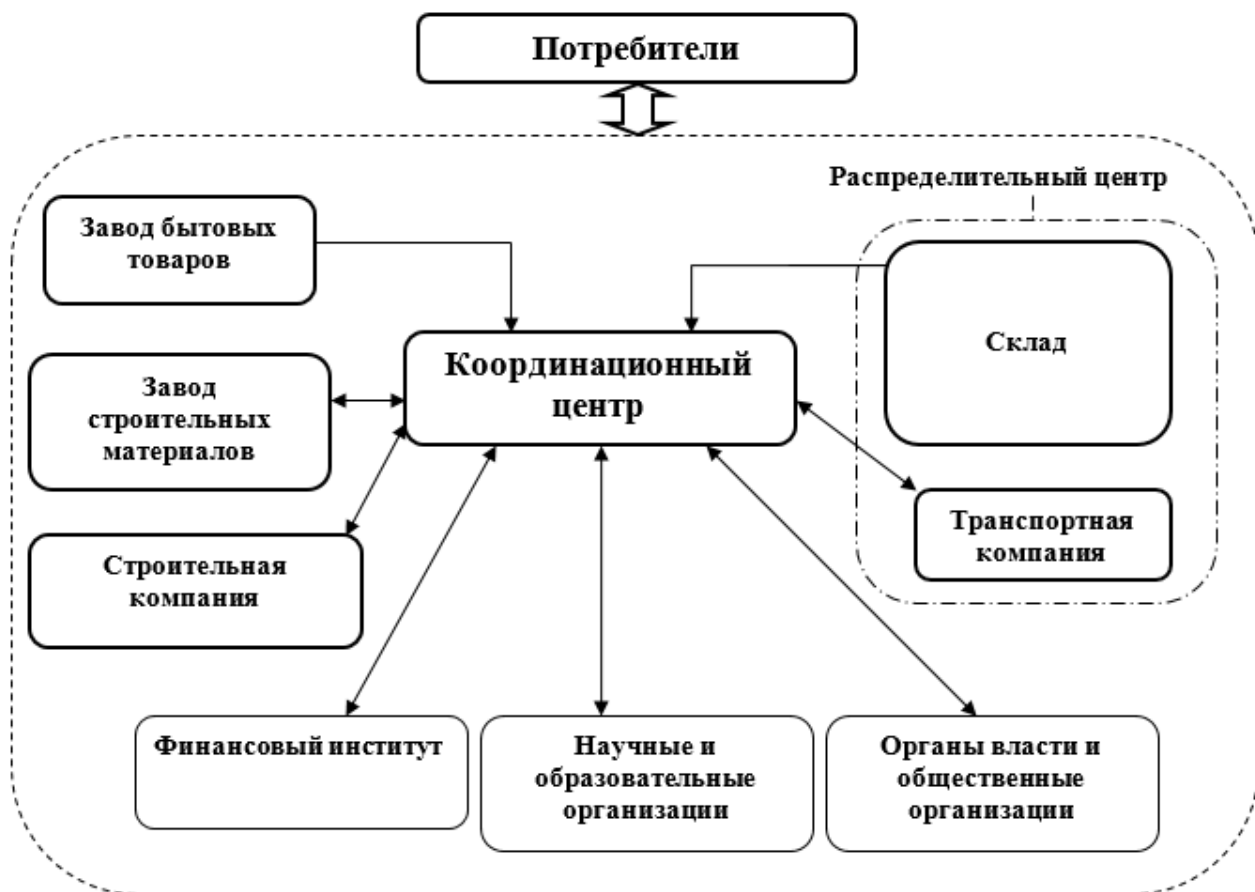 Потребители
Распределительный центр
Завод бытовых
товаров
Склад
Координационный
центр
Завод
строительных
материалов
Транспортная
компания
Строительная
компания
Финансовый институт
Научные и
образовательные
организации
Органы власти и
общественные
организации